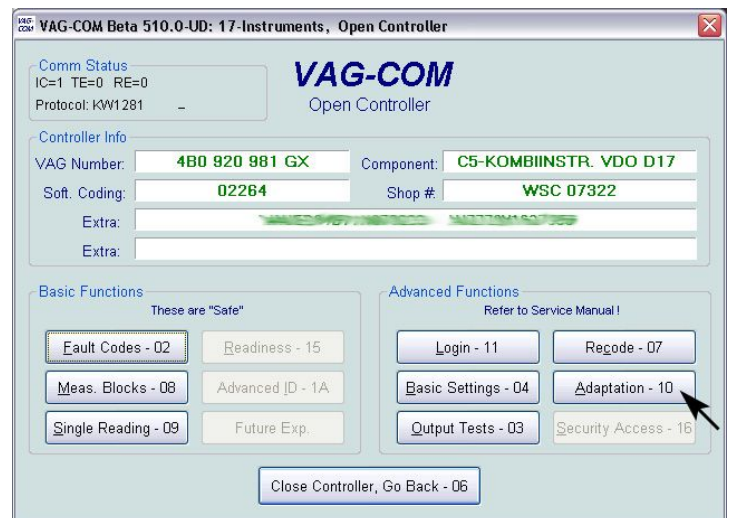 VAG-COM Beta 510.0-UD: 17-Instruments, Open Controller
Comm Status
IC=1 TE=0 RE=0
Protocol: KW1281 –
VAG-COM
Open Controller
Controller Info
VAG Number: 4B0 920 981 GX Component: C5-KOMBIINSTR. VDO D17
Soft. Coding: 02264 Shop #: WSC 07322
Extra:
Extra:
Basic Functions
These are "Safe"
Fault Codes - 02 Readiness - 15
Meas. Blocks - 08 Advanced ID - 1A
Single Reading - 09 Future Exp.
Advanced Functions
Refer to Service Manual!
Login - 11 Recode - 07
Basic Settings - 04 Adaptation - 10
Output Tests - 03 Security Access - 16
Close Controller, Go Back - 06